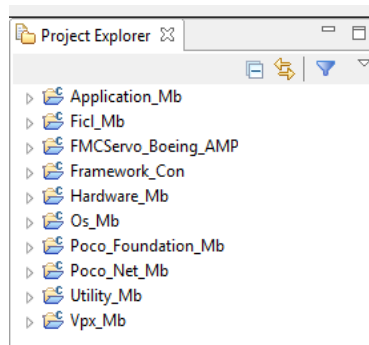 Project Explorer
Application_Mb
Ficl_Mb
FMCServo_Boeing_AMP
Framework_Con
Hardware_Mb
Os_Mb
Poco_Foundation_Mb
Poco_Net_Mb
Utility_Mb
Vpx_Mb